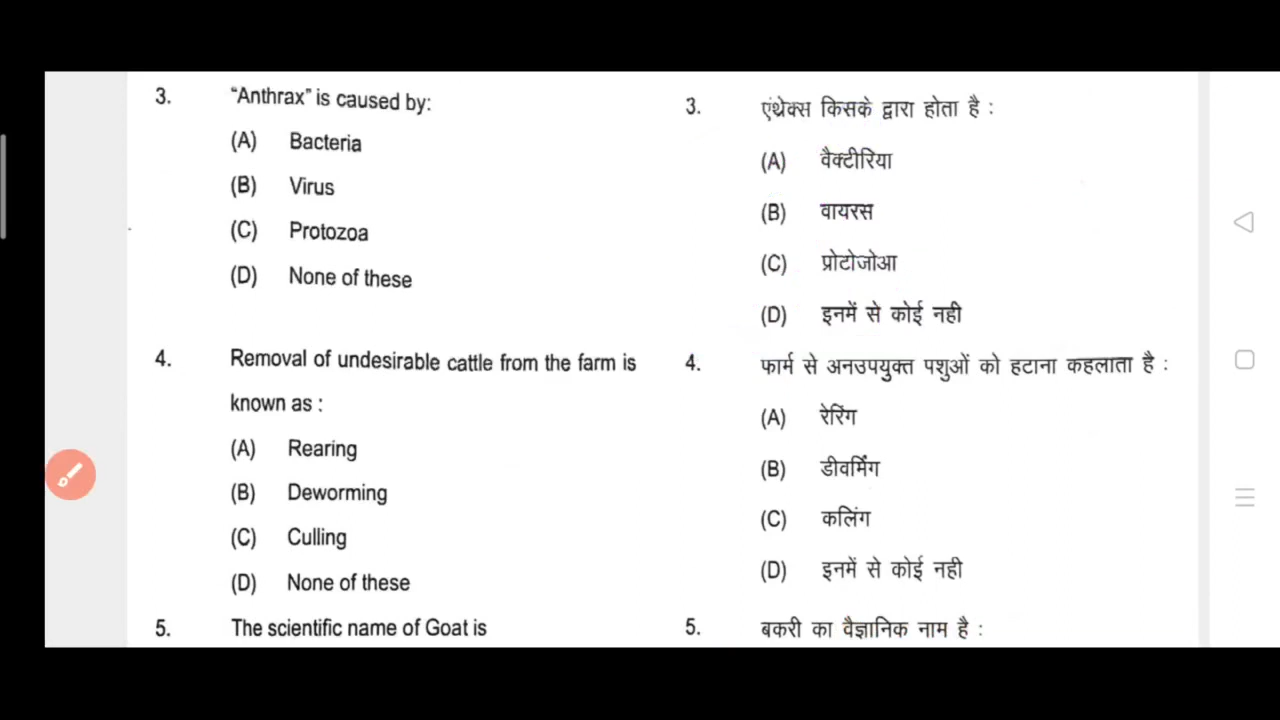 3. "Anthrax" is caused by:
(A) Bacteria
(B) Virus
(C) Protozoa
(D) None of these
4. Removal of undesirable cattle from the farm is
known as :
(A) Rearing
(B) Deworming
(C) Culling
(D) None of these
5. The scientific name of Goat is
3. एंथ्रेक्स किसके द्वारा होता है :
(A) वैक्टीरिया
(B) वायरस
(C) प्रोटोजोआ
(D) इनमें से कोई नही
4. फार्म से अनउपयुक्त पशुओं को हटाना कहलाता है :
(A) रेरिंग
(B) डीवर्मिंग
(C) कलिंग
(D) इनमें से कोई नही
5. बकरी का वैज्ञानिक नाम है :